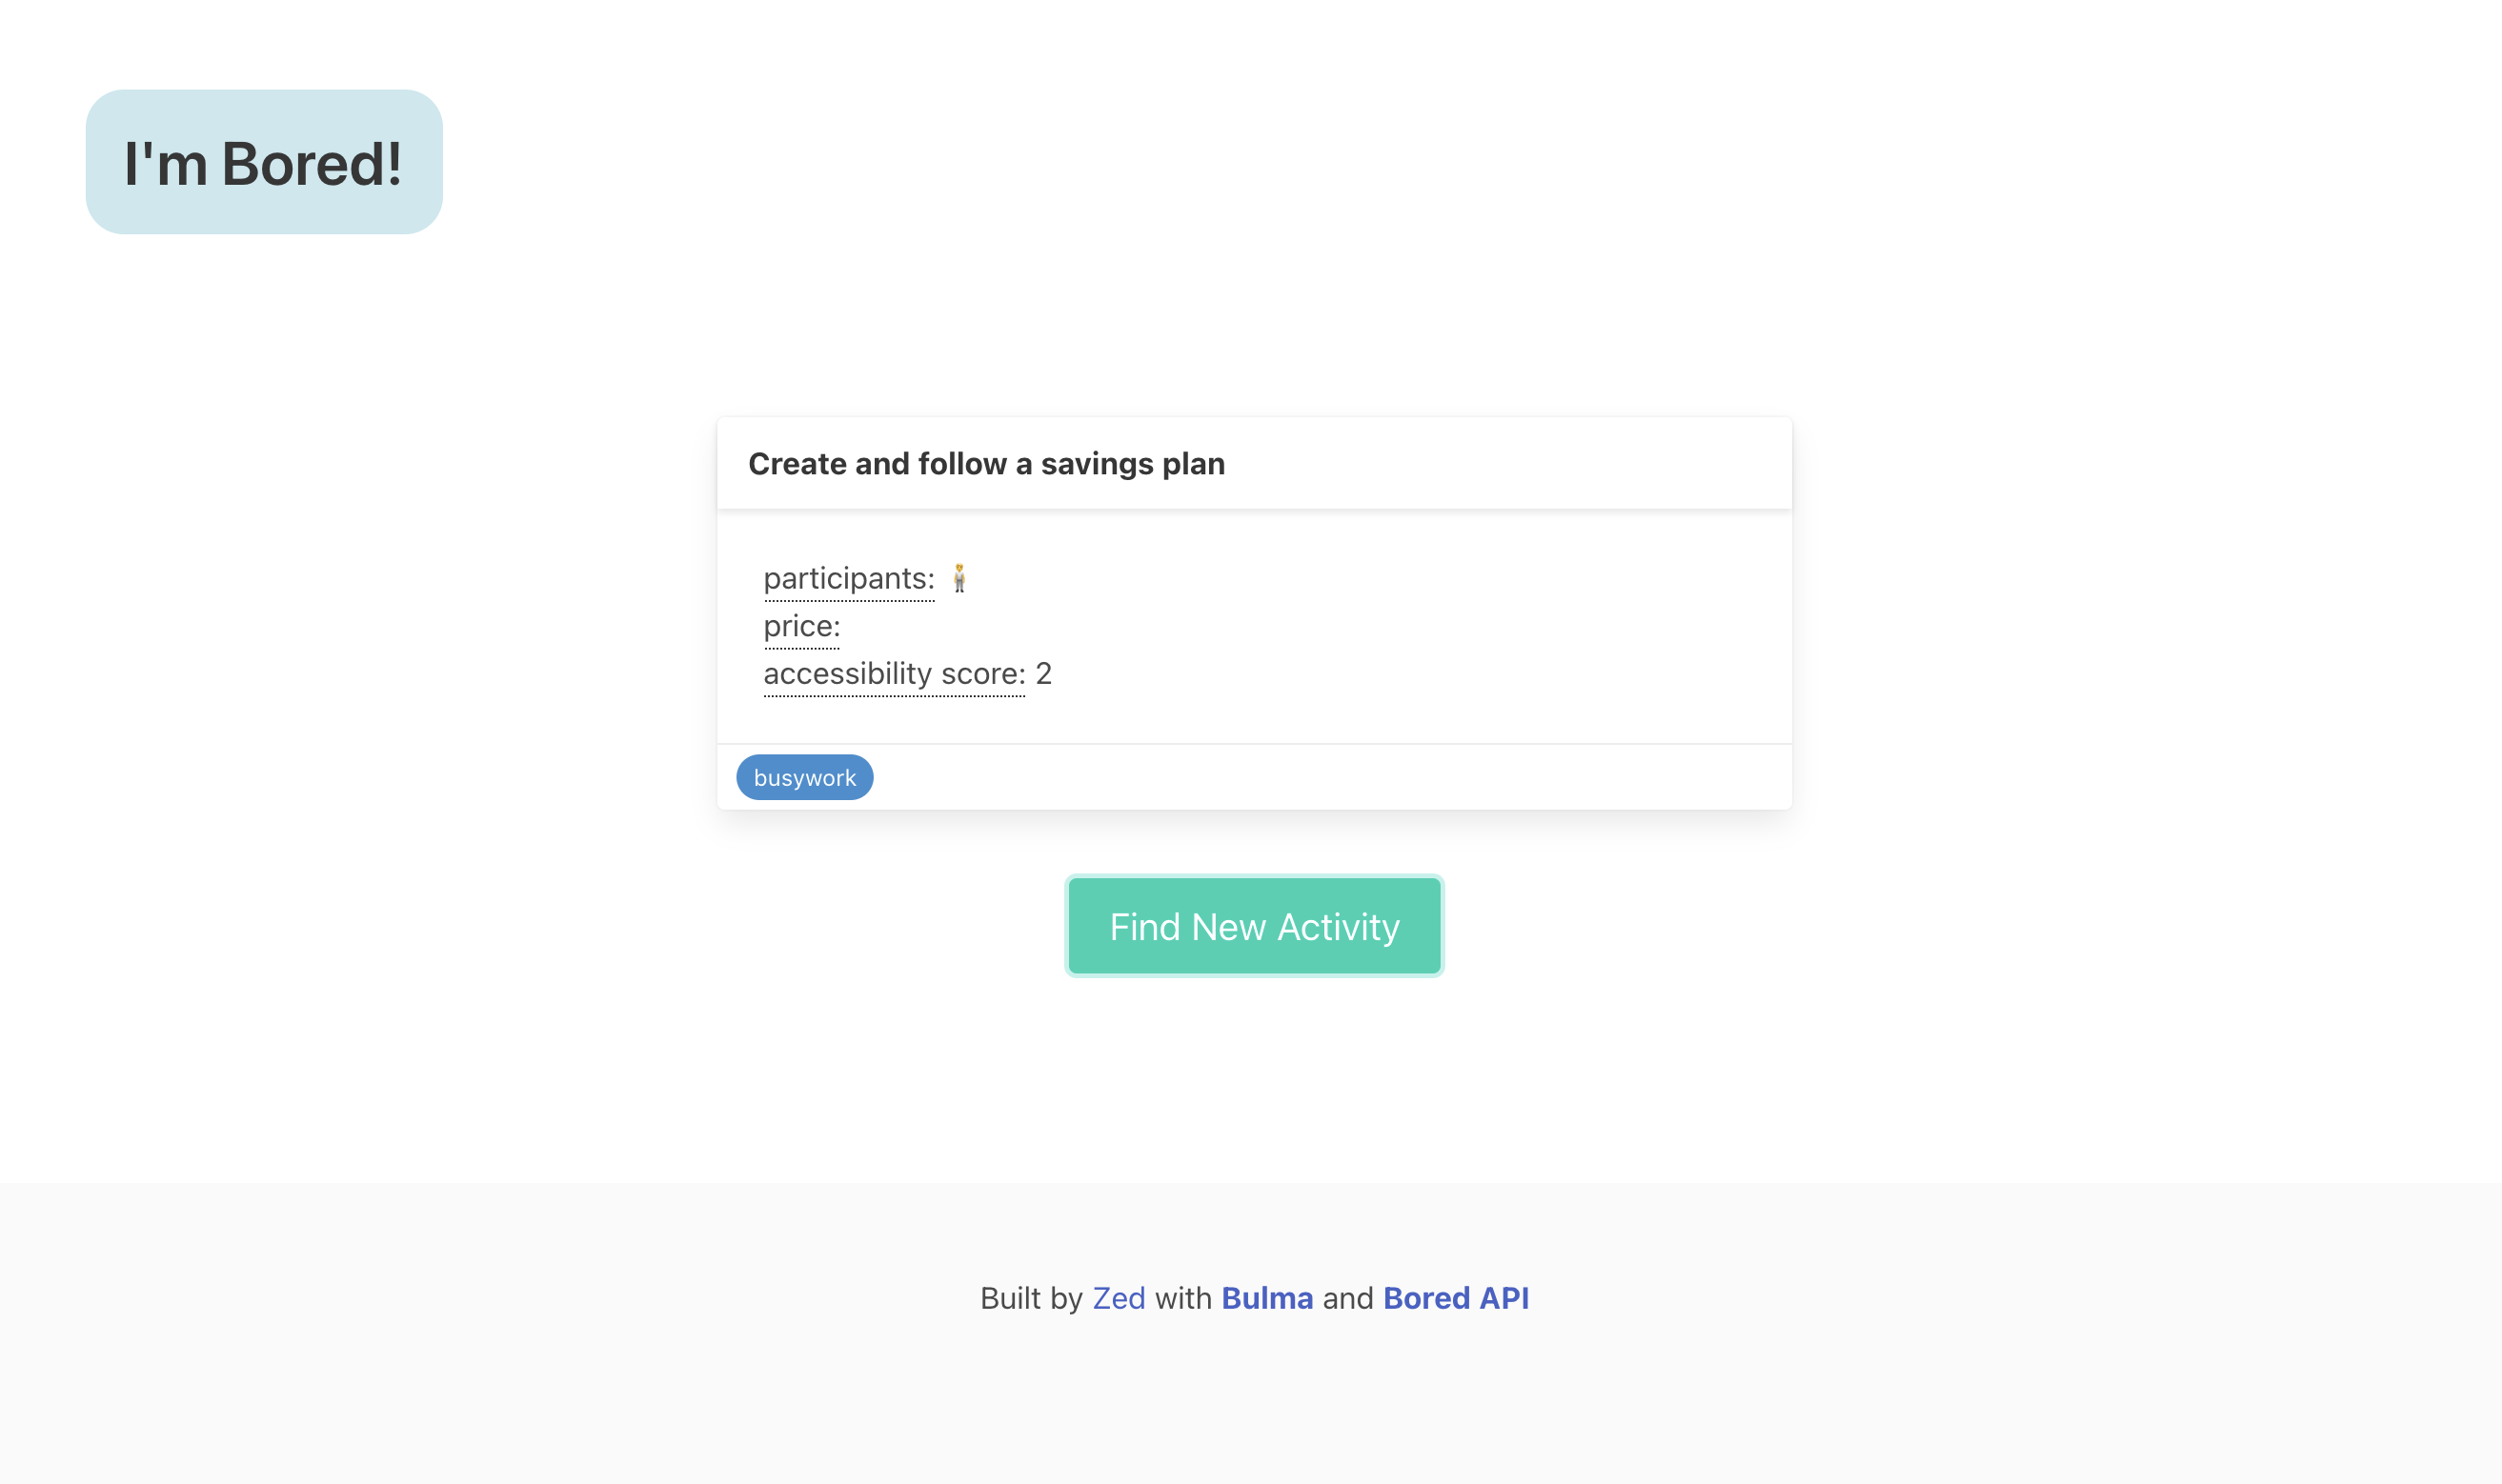 I'm Bored!
Create and follow a savings plan
participants: 🧍
price:
accessibility score: 2
busywork
Find New Activity
Built by Zed with Bulma and Bored API